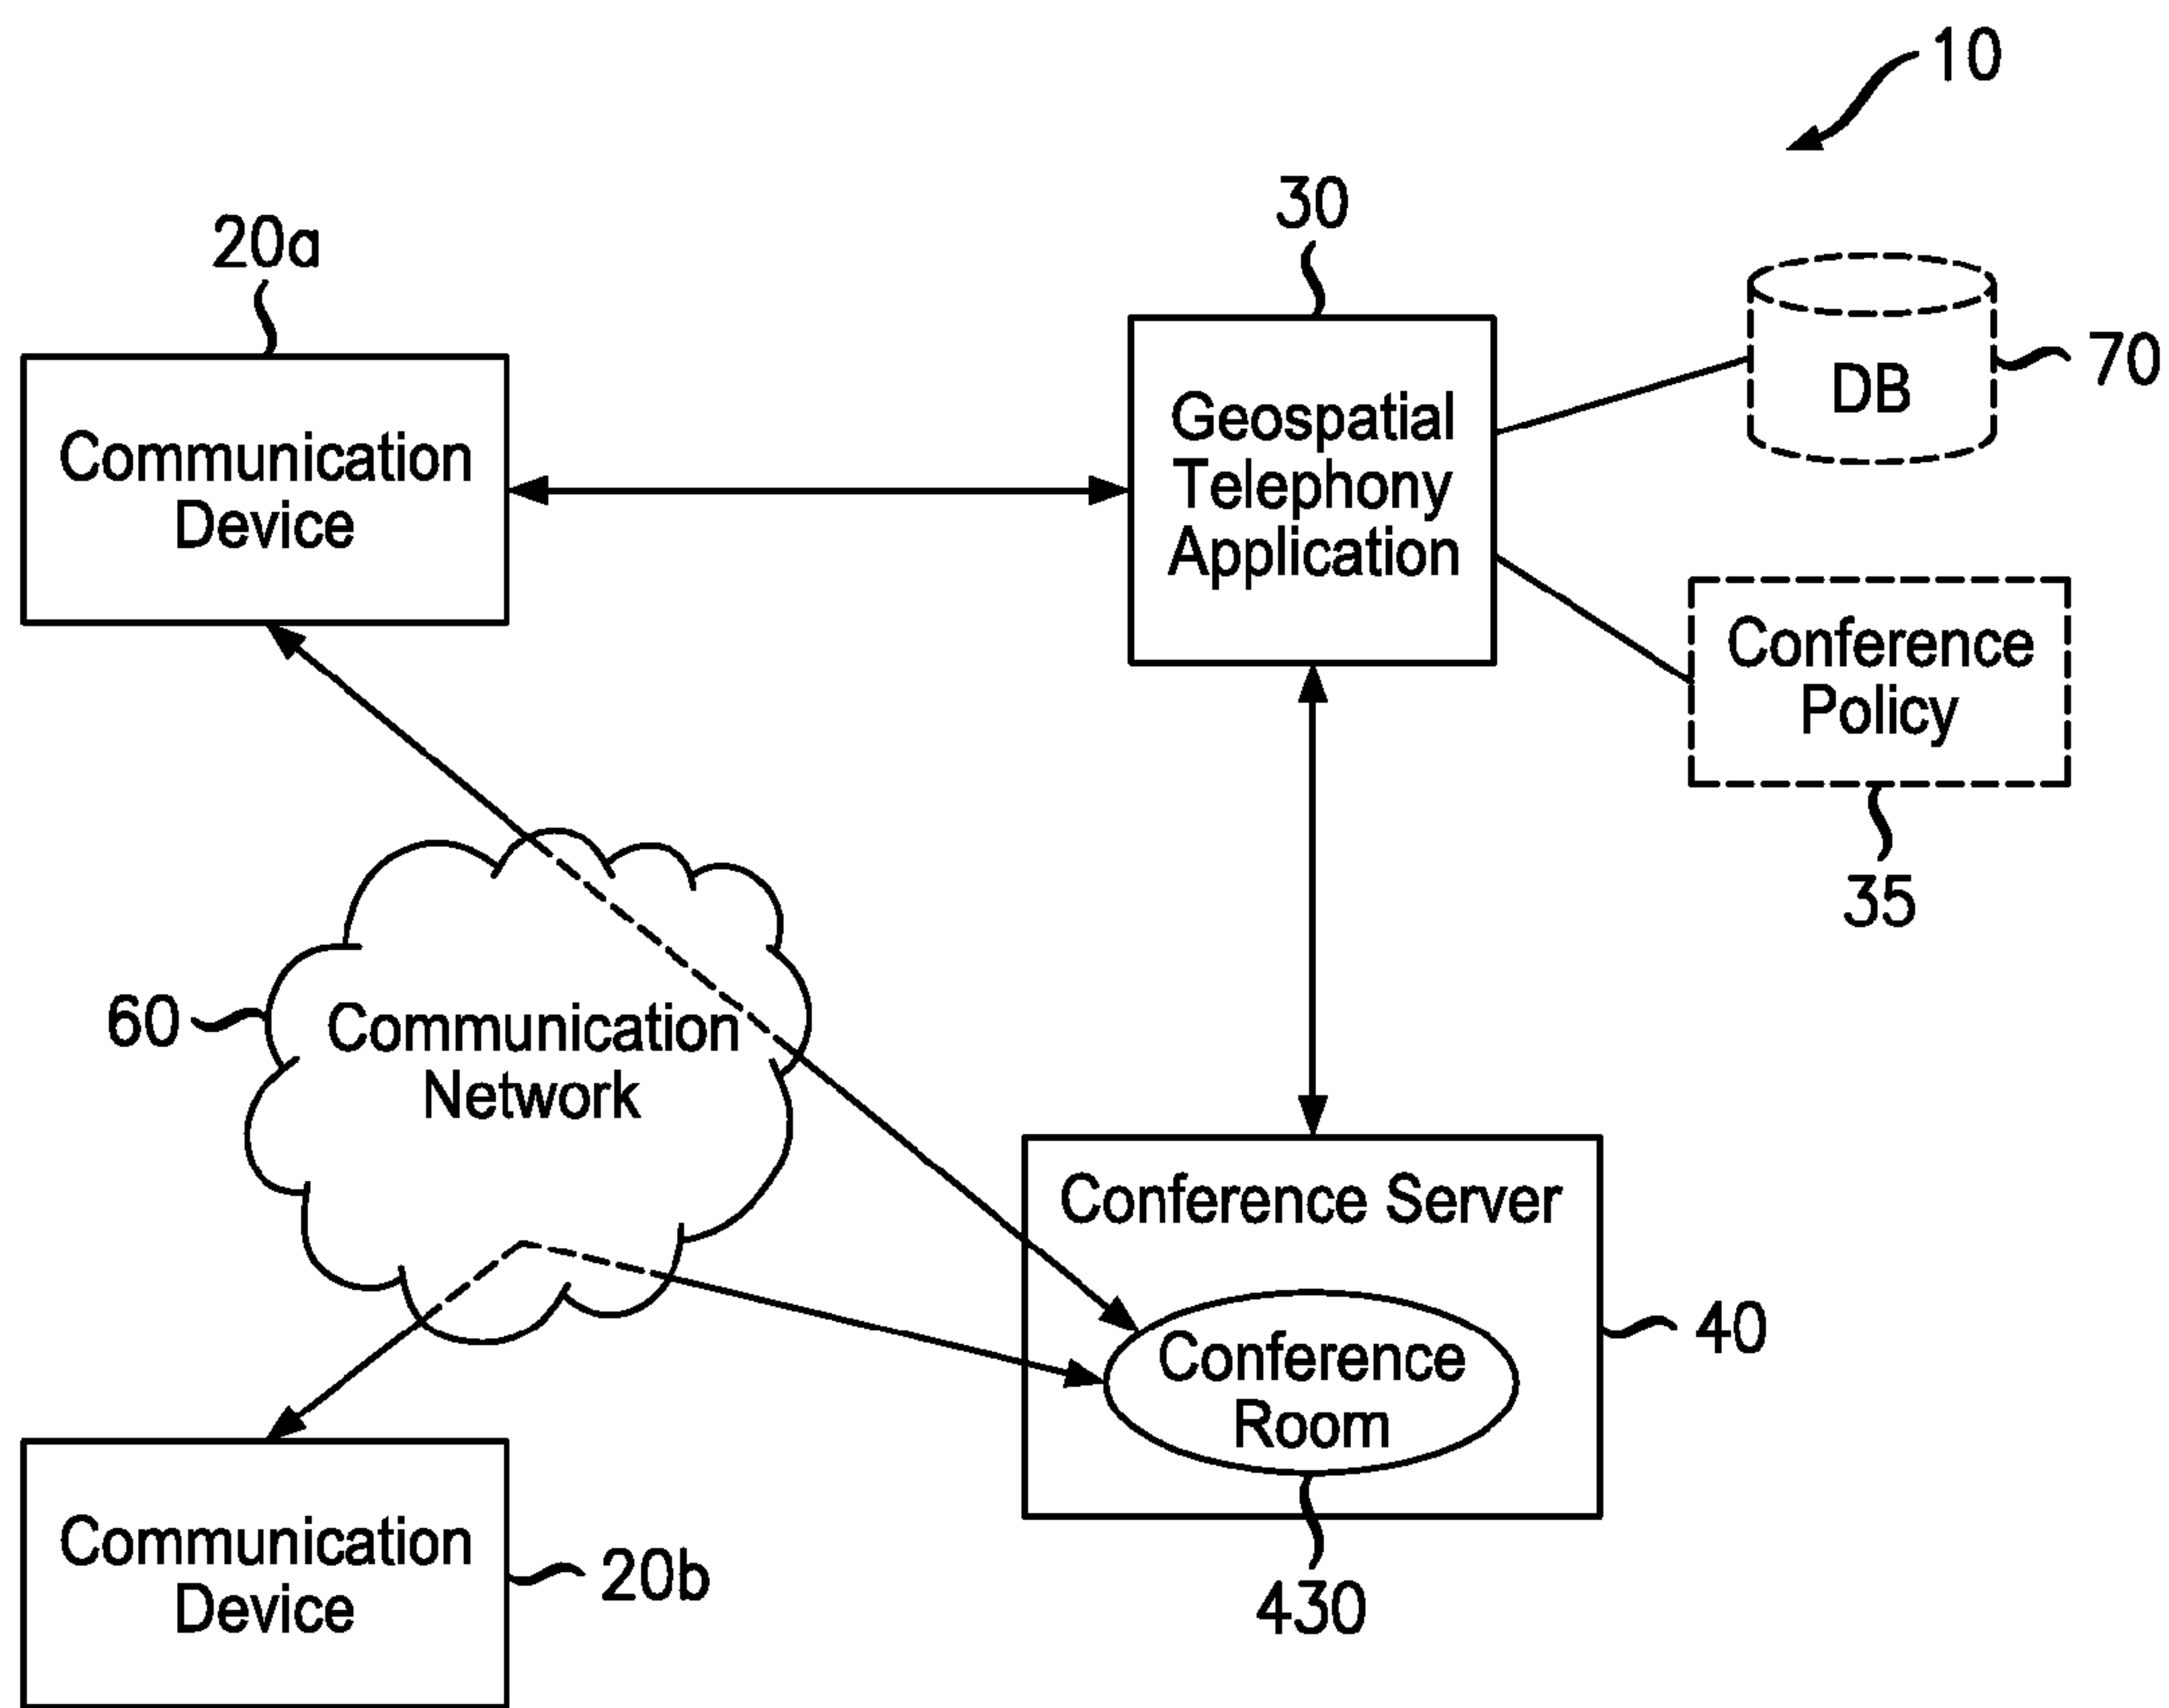 10
30
20a
Geospatial
Telephony
Application
DB
70
Communication
Device
Conference
Policy
35
60
Communication
Network
Conference Server
40
Conference
Room
430
Communication
Device
20b